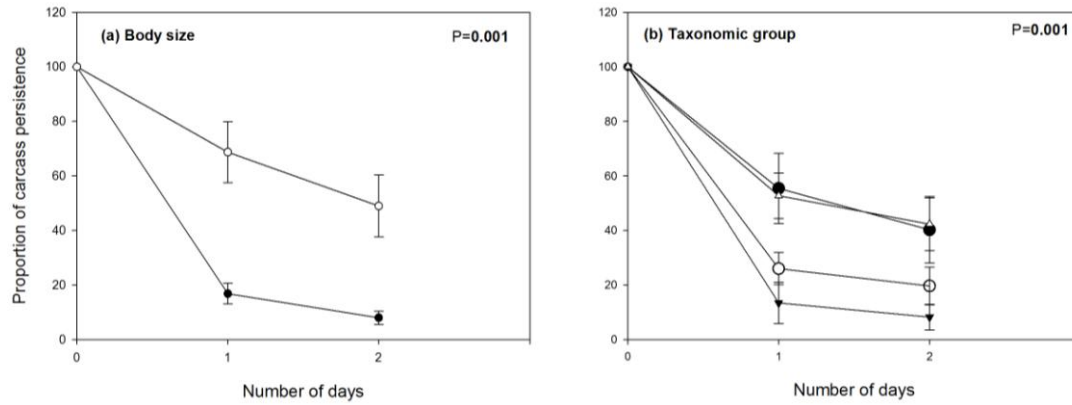 (a) Body size
P=0.001
Proportion of carcass persistence
120
100
80
60
40
20
0
0 1 2
Number of days
(b) Taxonomic group
P=0.001
120
100
80
60
40
20
0
0 1 2
Number of days